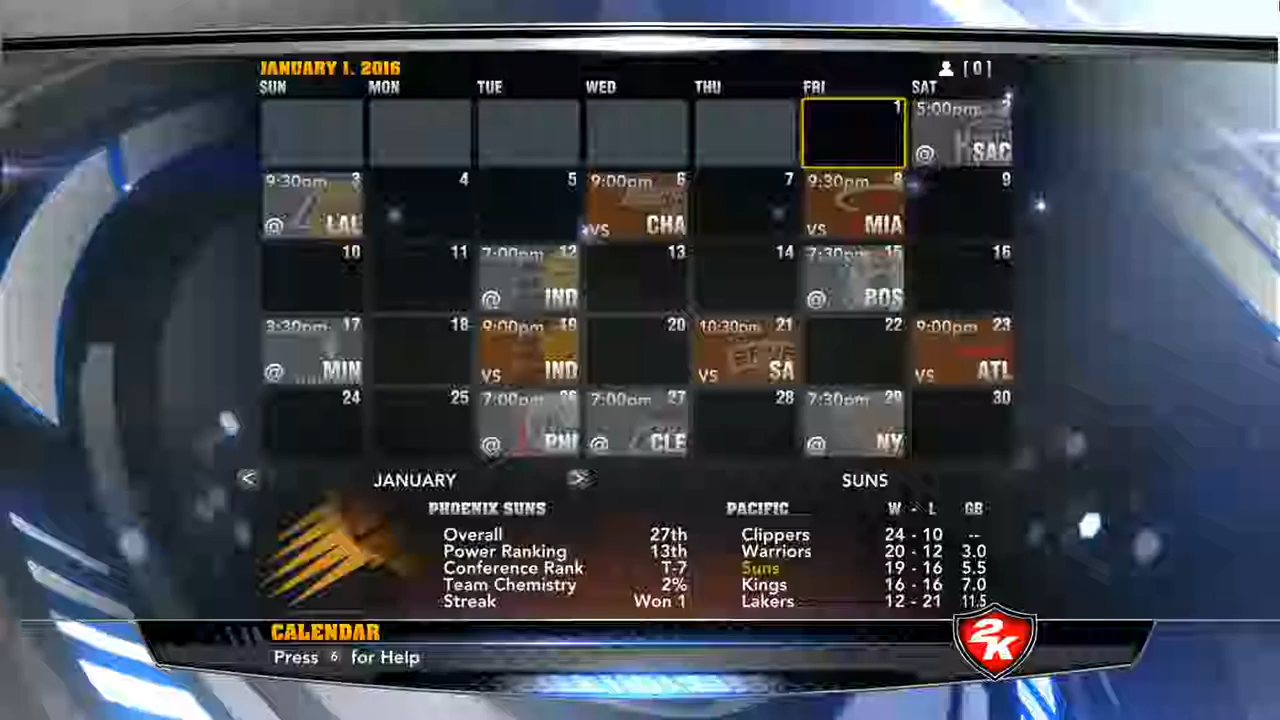 JANUARY 1, 2016 [0]
SUN MON TUE WED THU FRI SAT
1 5:00pm 2
@ SAC
9:30pm 3 4 5 9:00pm 6 7 9:30pm 8 9
@ LAL VS CHA VS MIA
10 11 7:00pm 12 13 14 7:30pm 15 16
@ IND @ BOS
3:30pm 17 18 9:00pm 19 20 10:30pm 21 22 9:00pm 23
@ MIN VS IND VS SA VS ATL
24 25 7:00pm 26 7:00pm 27 28 7:30pm 29 30
@ PHI @ CLE @ NY
< JANUARY > SUNS
PHOENIX SUNS PACIFIC W - L GB
Overall 27th Clippers 24 - 10 --
Power Ranking 13th Warriors 20 - 12 3.0
Conference Rank T-7 Suns 19 - 16 5.5
Team Chemistry 2% Kings 16 - 16 7.0
Streak Won 1 Lakers 12 - 21 11.5
CALENDAR
2K
Press 6 for Help